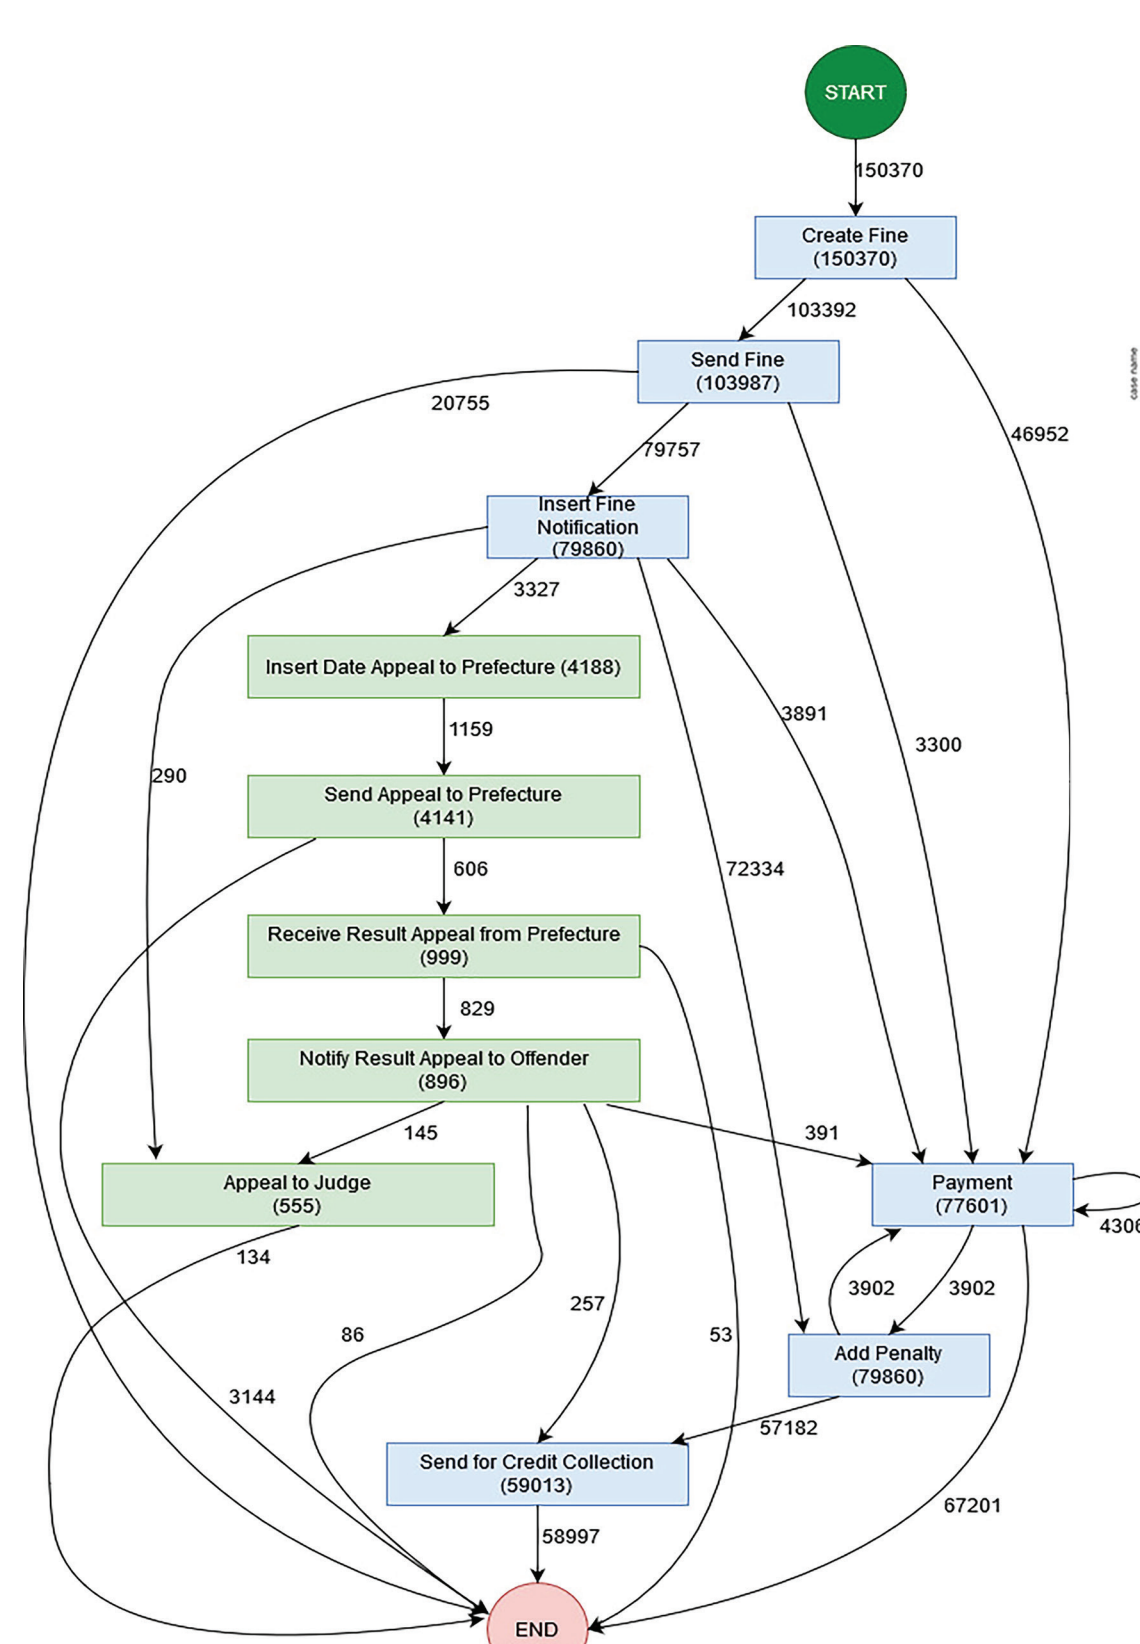 START
150370
Create Fine
(150370)
103392
Send Fine
(103987)
case name
20755
46952
79757
Insert Fine
Notification
(79860)
3327
Insert Date Appeal to Prefecture (4188)
3891
1159
3300
290
Send Appeal to Prefecture
(4141)
606
72334
Receive Result Appeal from Prefecture
(999)
829
Notify Result Appeal to Offender
(896)
145
391
Appeal to Judge
(555)
Payment
(77601)
4306
134
3902
3902
257
86
53
Add Penalty
(79860)
3144
57182
Send for Credit Collection
(59013)
67201
58997
END